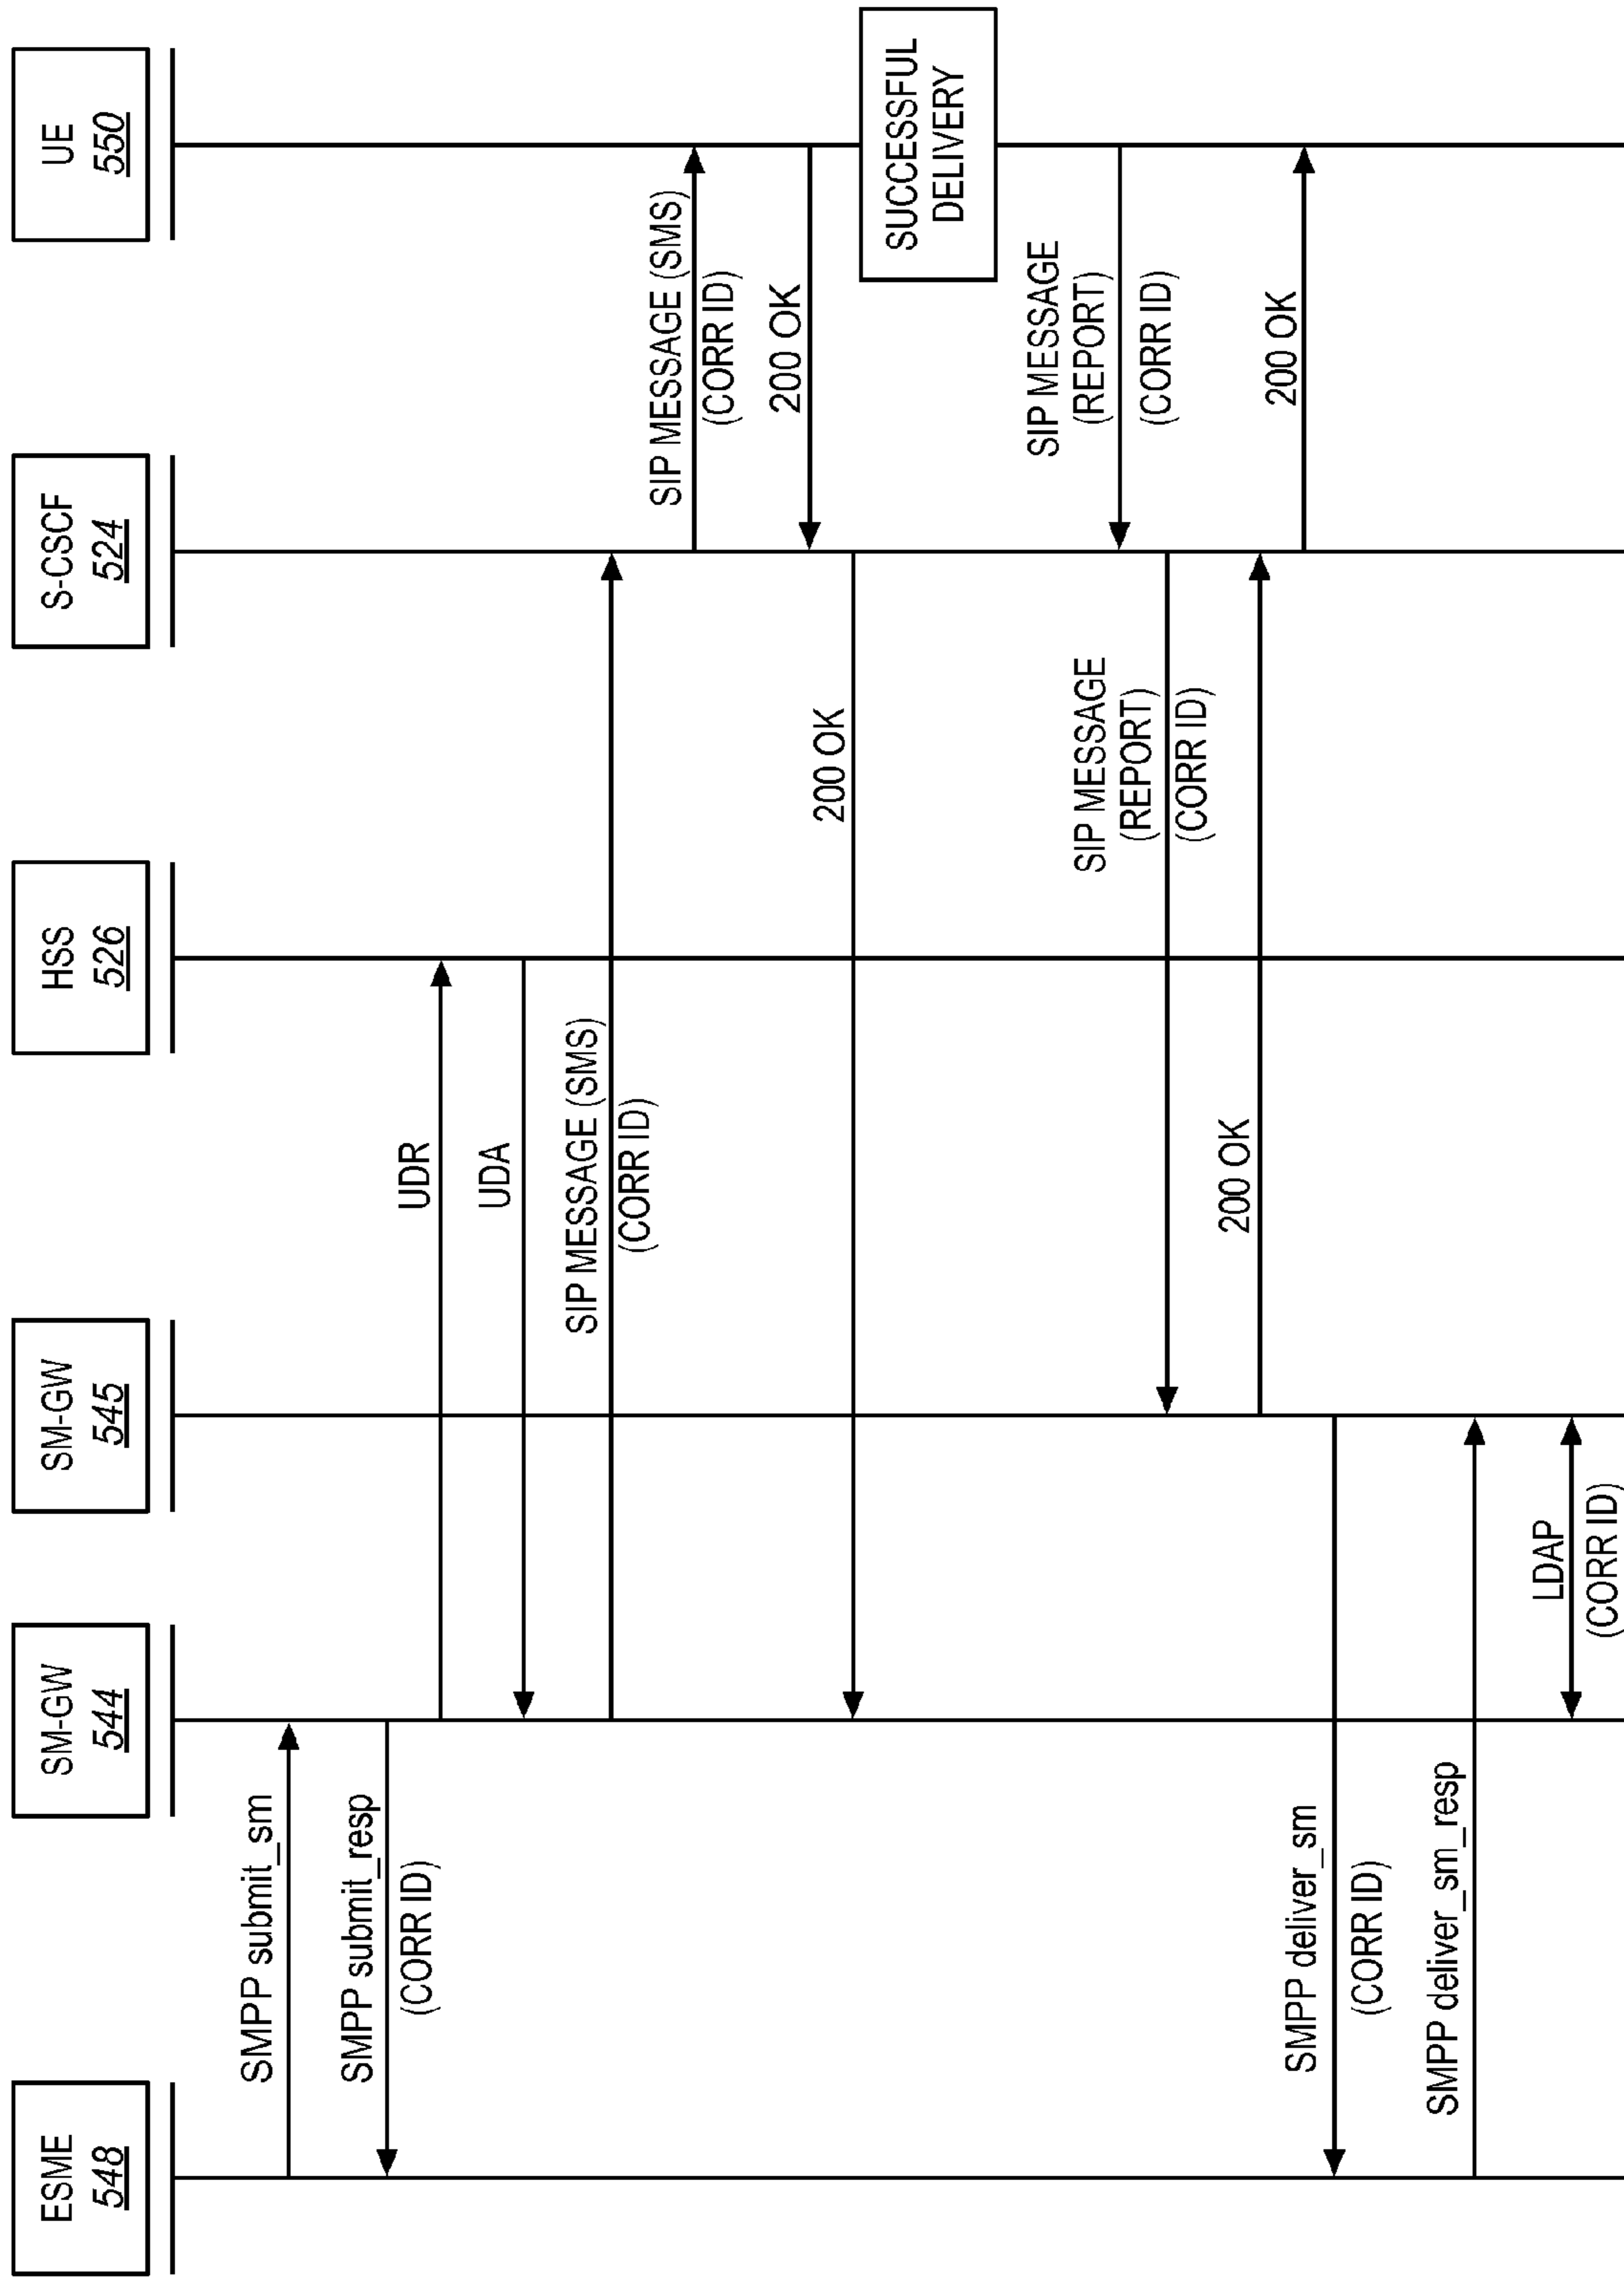 ESME
548
SM-GW
544
SM-GW
545
HSS
526
S-CSCF
524
UE
550
SMPP submit_sm
SMPP submit_resp
(CORR ID)
UDR
UDA
SIP MESSAGE (SMS)
(CORR ID)
SIP MESSAGE (SMS)
(CORR ID)
200 OK
200 OK
SUCCESSFUL
DELIVERY
SIP MESSAGE
(REPORT)
(CORR ID)
SIP MESSAGE
(REPORT)
(CORR ID)
200 OK
200 OK
SMPP deliver_sm
(CORR ID)
SMPP deliver_sm_resp
LDAP
(CORR ID)